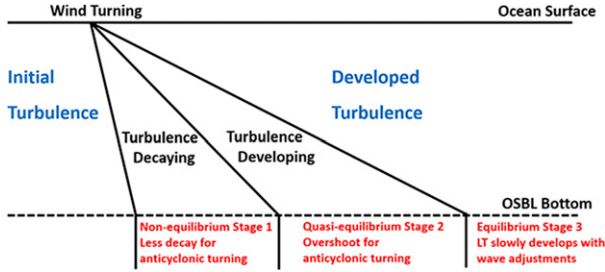 Wind Turning
Ocean Surface
Initial
Turbulence
Developed
Turbulence
Turbulence
Decaying
Turbulence
Developing
OSBL Bottom
Non-equilibrium Stage 1
Less decay for
anticyclonic turning
Quasi-equilibrium Stage 2
Overshoot for
anticyclonic turning
Equilibrium Stage 3
LT slowly develops with
wave adjustments